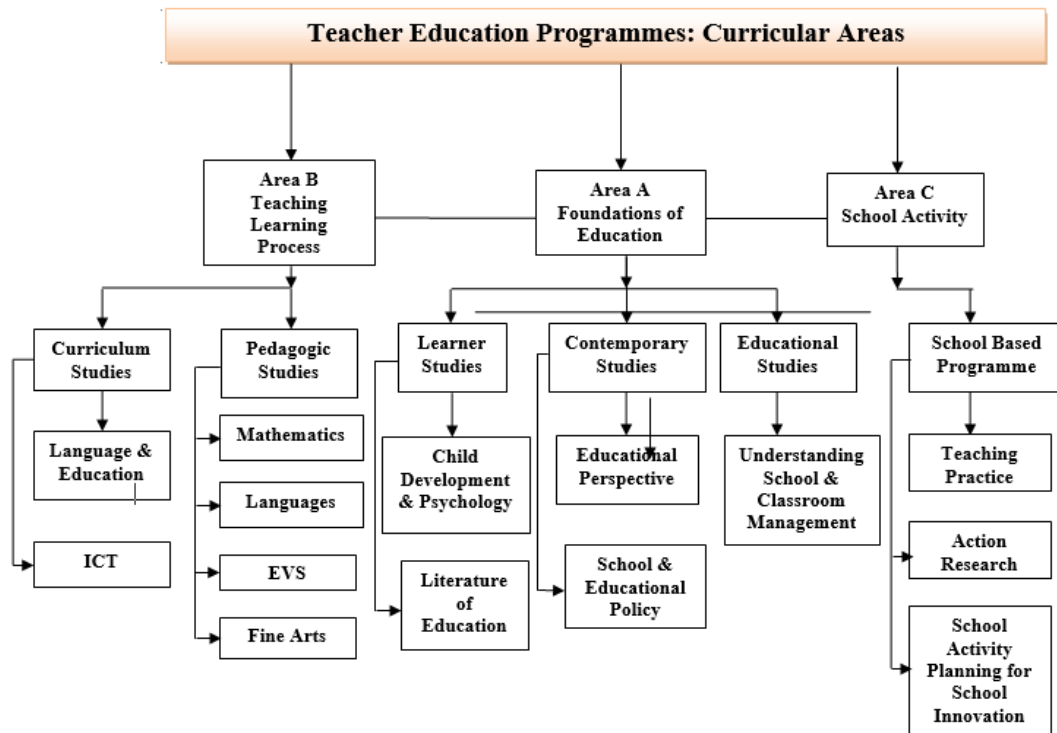 Teacher Education Programmes: Curricular Areas
Area B
Teaching
Learning
Process
Area A
Foundations of
Education
Area C
School Activity
Curriculum
Studies
Pedagogic
Studies
Learner
Studies
Contemporary
Studies
Educational
Studies
School Based
Programme
Language &
Education
ICT
Mathematics
Languages
EVS
Fine Arts
Child
Development
& Psychology
Literature
of
Education
Educational
Perspective
School &
Educational
Policy
Understanding
School &
Classroom
Management
Teaching
Practice
Action
Research
School
Activity
Planning for
School
Innovation